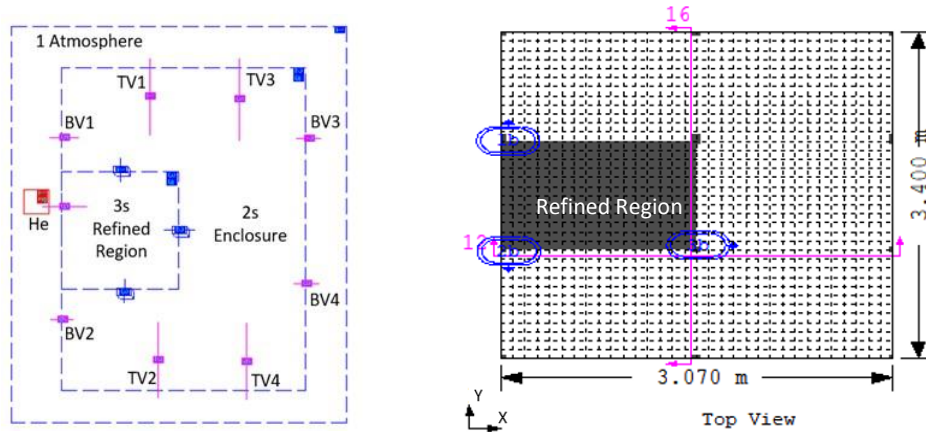 1 Atmosphere
TV1
TV3
BV1
BV3
He
3s
Refined
Region
2s
Enclosure
BV4
BV2
TV2
TV4
16
1b
Refined Region
12
3.400 m
3.070 m
Y
X
Top View